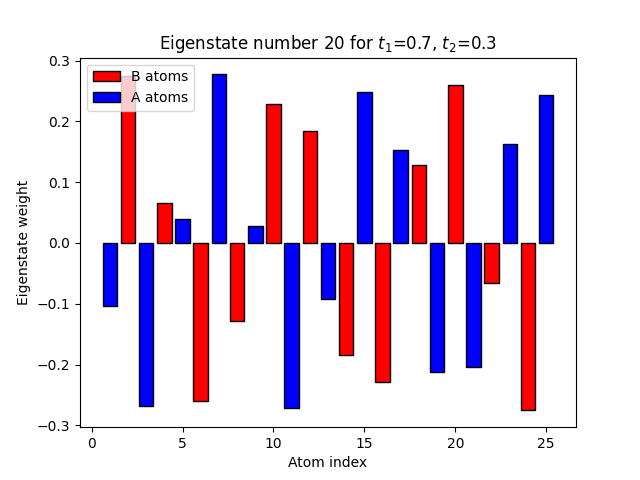 Eigenstate number 20 for t₁=0.7, t₂=0.3
B atoms
A atoms
Eigenstate weight
0.3
0.2
0.1
0.0
−0.1
−0.2
−0.3
0 5 10 15 20 25
Atom index